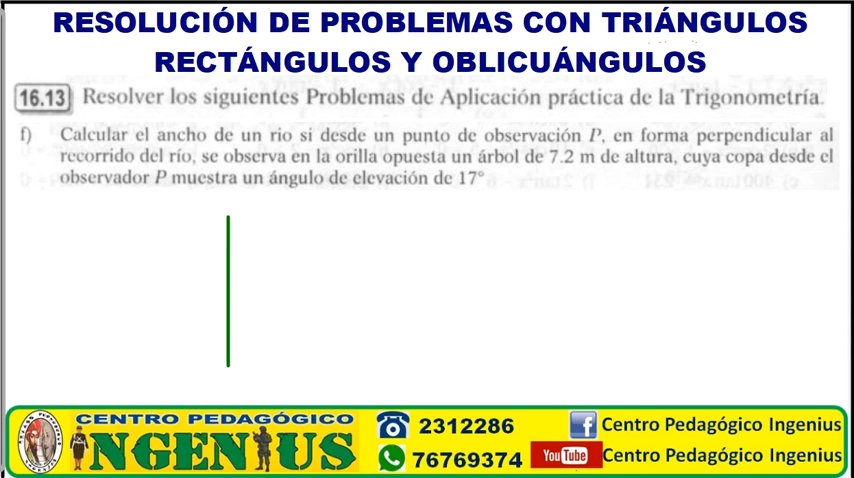 RESOLUCIÓN DE PROBLEMAS CON TRIÁNGULOS
RECTÁNGULOS Y OBLICUÁNGULOS
16.13 Resolver los siguientes Problemas de Aplicación práctica de la Trigonometría.
f) Calcular el ancho de un rio si desde un punto de observación P, en forma perpendicular al
recorrido del río, se observa en la orilla opuesta un árbol de 7.2 m de altura, cuya copa desde el
observador P muestra un ángulo de elevación de 17°
CENTRO PEDAGÓGICO
INGENIUS
2312286
76769374
Centro Pedagógico Ingenius
YouTube Centro Pedagógico Ingenius